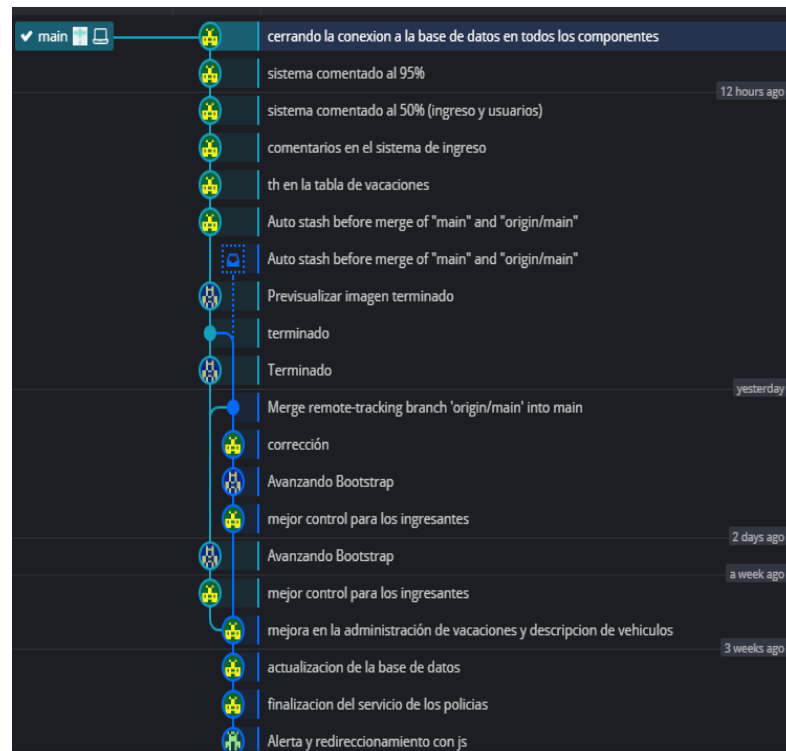 main
cerrando la conexion a la base de datos en todos los componentes
sistema comentado al 95%
12 hours ago
sistema comentado al 50% (ingreso y usuarios)
comentarios en el sistema de ingreso
th en la tabla de vacaciones
Auto stash before merge of "main" and "origin/main"
Auto stash before merge of "main" and "origin/main"
Previsualizar imagen terminado
terminado
Terminado
yesterday
Merge remote-tracking branch 'origin/main' into main
corrección
Avanzando Bootstrap
mejor control para los ingresantes
2 days ago
Avanzando Bootstrap
a week ago
mejor control para los ingresantes
mejora en la administración de vacaciones y descripcion de vehiculos
3 weeks ago
actualizacion de la base de datos
finalizacion del servicio de los policias
Alerta y redireccionamiento con js